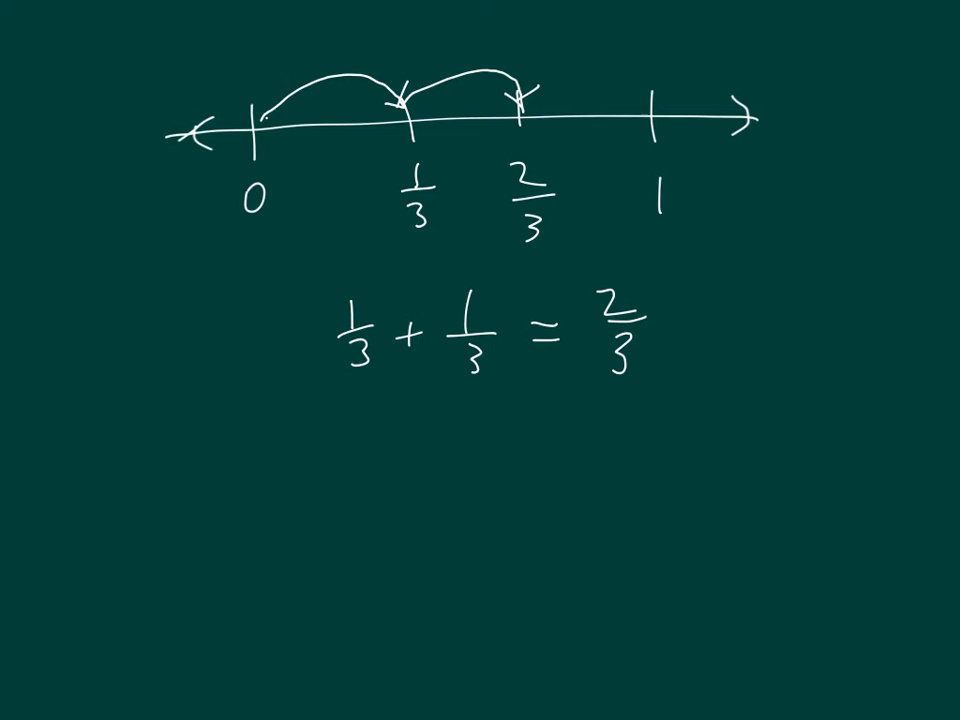 0 1/3 2/3 1
1/3 + 1/3 = 2/3